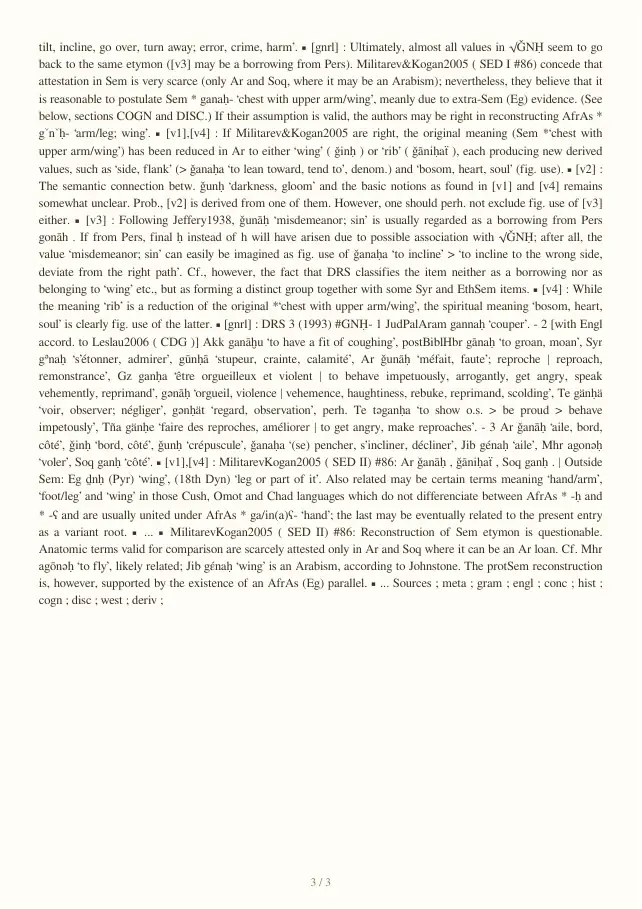 tilt, incline, go over, turn away; error, crime, harm’. ▪ [gnrl] : Ultimately, almost all values in √ǦNḤ seem to go
back to the same etymon ([v3] may be a borrowing from Pers). Militarev&Kogan2005 ( SED I #86) concede that
attestation in Sem is very scarce (only Ar and Soq, where it may be an Arabism); nevertheless, they believe that it
is reasonable to postulate Sem * ganaḥ- ‘chest with upper arm/wing’, meanly due to extra-Sem (Eg) evidence. (See
below, sections COGN and DISC.) If their assumption is valid, the authors may be right in reconstructing AfrAs *
g˅n˅ḥ- ‘arm/leg; wing’. ▪ [v1],[v4] : If Militarev&Kogan2005 are right, the original meaning (Sem *‘chest with
upper arm/wing’) has been reduced in Ar to either ‘wing’ ( ǧinḥ ) or ‘rib’ ( ǧāniḥaẗ ), each producing new derived
values, such as ‘side, flank’ (> ǧanaḥa ‘to lean toward, tend to’, denom.) and ‘bosom, heart, soul’ (fig. use). ▪ [v2] :
The semantic connection betw. ǧunḥ ‘darkness, gloom’ and the basic notions as found in [v1] and [v4] remains
somewhat unclear. Prob., [v2] is derived from one of them. However, one should perh. not exclude fig. use of [v3]
either. ▪ [v3] : Following Jeffery1938, ǧunāḥ ‘misdemeanor; sin’ is usually regarded as a borrowing from Pers
gonāh . If from Pers, final ḥ instead of h will have arisen due to possible association with √ǦNḤ; after all, the
value ‘misdemeanor; sin’ can easily be imagined as fig. use of ǧanaḥa ‘to incline’ > ‘to incline to the wrong side,
deviate from the right path’. Cf., however, the fact that DRS classifies the item neither as a borrowing nor as
belonging to ‘wing’ etc., but as forming a distinct group together with some Syr and EthSem items. ▪ [v4] : While
the meaning ‘rib’ is a reduction of the original *‘chest with upper arm/wing’, the spiritual meaning ‘bosom, heart,
soul’ is clearly fig. use of the latter. ▪ [gnrl] : DRS 3 (1993) #GNḤ- 1 JudPalAram gannaḥ ‘couper’. - 2 [with Engl
accord. to Leslau2006 ( CDG )] Akk ganāḥu ‘to have a fit of coughing’, postBiblHbr gānaḥ ‘to groan, moan’, Syr
gᵊnaḥ ‘s’étonner, admirer’, günḥā ‘stupeur, crainte, calamité’, Ar ǧunāḥ ‘méfait, faute’; reproche | reproach,
remonstrance’, Gz ganḥa ‘être orgueilleux et violent | to behave impetuously, arrogantly, get angry, speak
vehemently, reprimand’, gənāḥ ‘orgueil, violence | vehemence, haughtiness, rebuke, reprimand, scolding’, Te gänḥä
‘voir, observer; négliger’, gənḥät ‘regard, observation’, perh. Te təganḥa ‘to show o.s. > be proud > behave
impetously’, Tña gänḥe ‘faire des reproches, améliorer | to get angry, make reproaches’. - 3 Ar ǧanāḥ ‘aile, bord,
côté’, ǧinḥ ‘bord, côté’, ǧunḥ ‘crépuscule’, ǧanaḥa ‘(se) pencher, s’incliner, décliner’, Jib génaḥ ‘aile’, Mhr agonəḥ
‘voler’, Soq ganḥ ‘côté’. ▪ [v1],[v4] : MilitarevKogan2005 ( SED II) #86: Ar ǧanāḥ , ǧāniḥaẗ , Soq ganḥ . | Outside
Sem: Eg ḏnḥ (Pyr) ‘wing’, (18th Dyn) ‘leg or part of it’. Also related may be certain terms meaning ‘hand/arm’,
‘foot/leg’ and ‘wing’ in those Cush, Omot and Chad languages which do not differenciate between AfrAs * -ḥ and
* -ʕ and are usually united under AfrAs * ga/in(a)ʕ- ‘hand’; the last may be eventually related to the present entry
as a variant root. ▪ ... ▪ MilitarevKogan2005 ( SED II) #86: Reconstruction of Sem etymon is questionable.
Anatomic terms valid for comparison are scarcely attested only in Ar and Soq where it can be an Ar loan. Cf. Mhr
agōnəḥ ‘to fly’, likely related; Jib génaḥ ‘wing’ is an Arabism, according to Johnstone. The protSem reconstruction
is, however, supported by the existence of an AfrAs (Eg) parallel. ▪ ... Sources ; meta ; gram ; engl ; conc ; hist ;
cogn ; disc ; west ; deriv ;
3 / 3